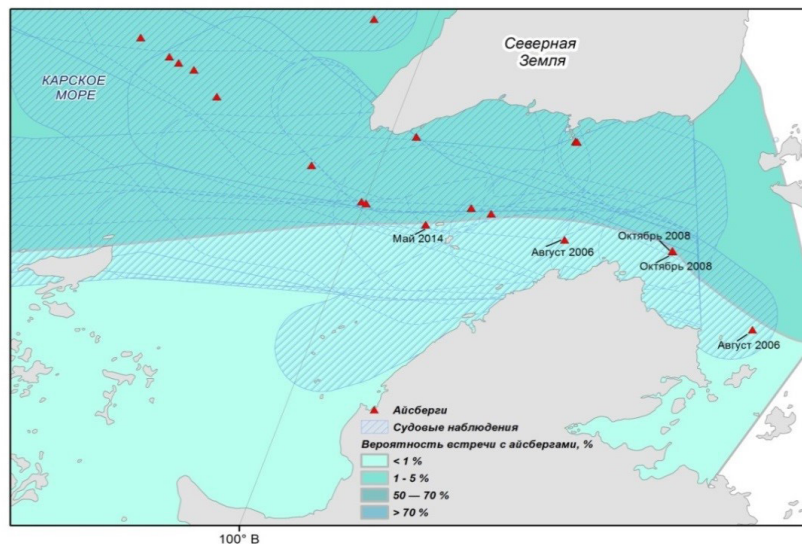 Северная
Земля
КАРСКОЕ
МОРЕ
Май 2014
Август 2006
Октябрь 2008
Октябрь 2008
Август 2006
Айсберги
Судовые наблюдения
Вероятность встречи с айсбергами, %
< 1 %
1 - 5 %
50 — 70 %
> 70 %
100° В